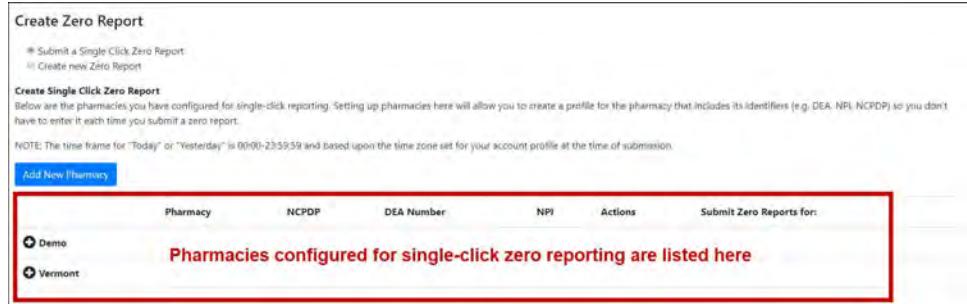 Create Zero Report
Submit a Single Click Zero Report
Create new Zero Report
Create Single Click Zero Report
Below are the pharmacies you have configured for single-click reporting. Setting up pharmacies here will allow you to create a profile for the pharmacy that includes its identifiers (e.g. DEA, NPI, NCPDP) so you don't
have to enter it each time you submit a zero report.
NOTE: The time frame for "Today" or "Yesterday" is 00:00-23:59:59 and based upon the time zone set for your account profile at the time of submission.
Add New Pharmacy
Pharmacy NCPDP DEA Number NPI Actions Submit Zero Reports for:
Demo
Pharmacies configured for single-click zero reporting are listed here
Vermont